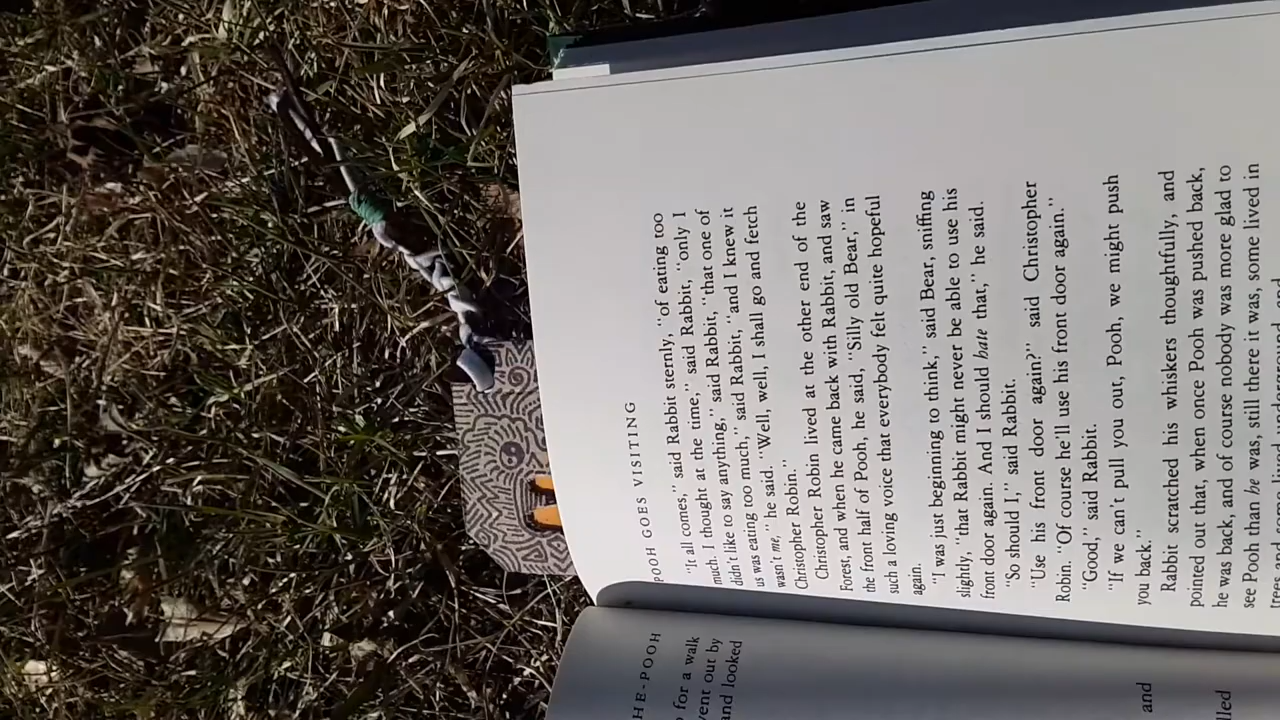 HE-POOH
for a walk
went out by
and looked
and
lled
POOH GOES VISITING
"It all comes," said Rabbit sternly, "of eating too
much. I thought at the time," said Rabbit, "only I
didn't like to say anything," said Rabbit, "that one of
us was eating too much," said Rabbit, "and I knew it
wasn't me," he said. "Well, well, I shall go and fetch
Christopher Robin."
Christopher Robin lived at the other end of the
Forest, and when he came back with Rabbit, and saw
the front half of Pooh, he said, "Silly old Bear," in
such a loving voice that everybody felt quite hopeful
again.
"I was just beginning to think," said Bear, sniffing
slightly, "that Rabbit might never be able to use his
front door again. And I should hate that," he said.
"So should I," said Rabbit.
"Use his front door again?" said Christopher
Robin. "Of course he'll use his front door again."
"Good," said Rabbit.
"If we can't pull you out, Pooh, we might push
you back."
Rabbit scratched his whiskers thoughtfully, and
pointed out that, when once Pooh was pushed back,
he was back, and of course nobody was more glad to
see Pooh than he was, still there it was, some lived in